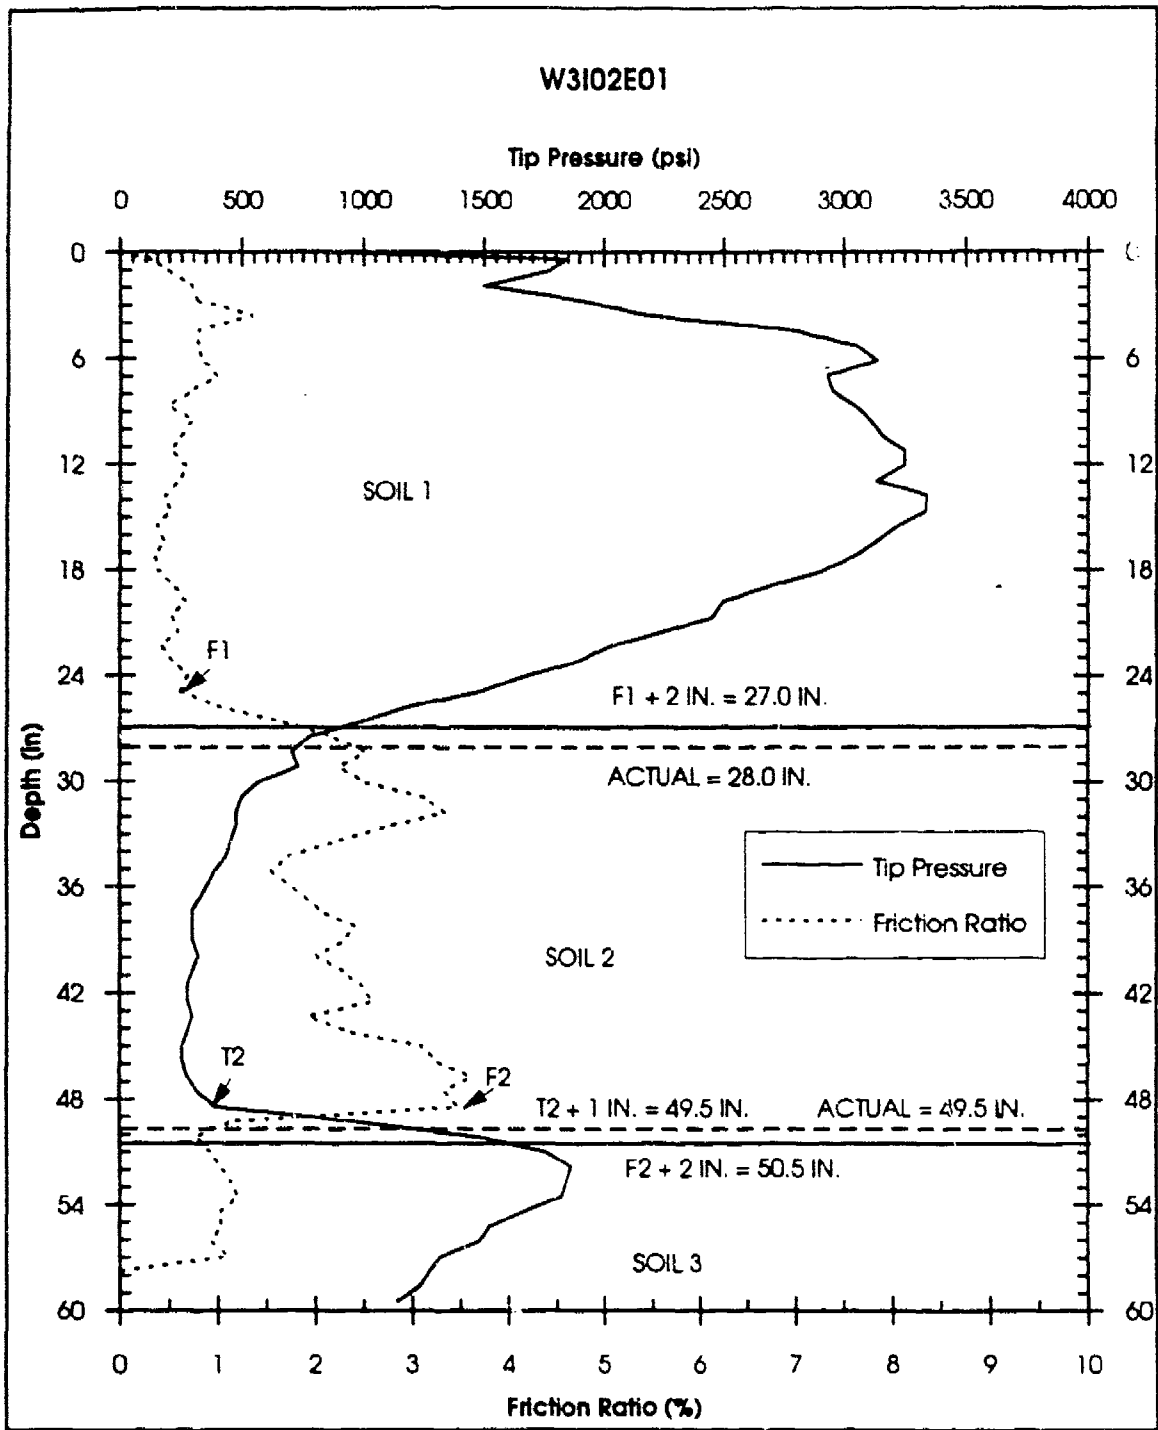 W3I02E01
Tip Pressure (psi)
0 500 1000 1500 2000 2500 3000 3500 4000
0
6 6
12 12
SOIL 1
18 18
F1
24 24
F1 + 2 IN. = 27.0 IN.
ACTUAL = 28.0 IN.
30 30
Depth (in)
Tip Pressure
36 36
Friction Ratio
SOIL 2
42 42
T2
F2
48 48
T2 + 1 IN. = 49.5 IN. ACTUAL = 49.5 IN.
F2 + 2 IN. = 50.5 IN.
54 54
SOIL 3
60 60
0 1 2 3 4 5 6 7 8 9 10
Friction Ratio (%)